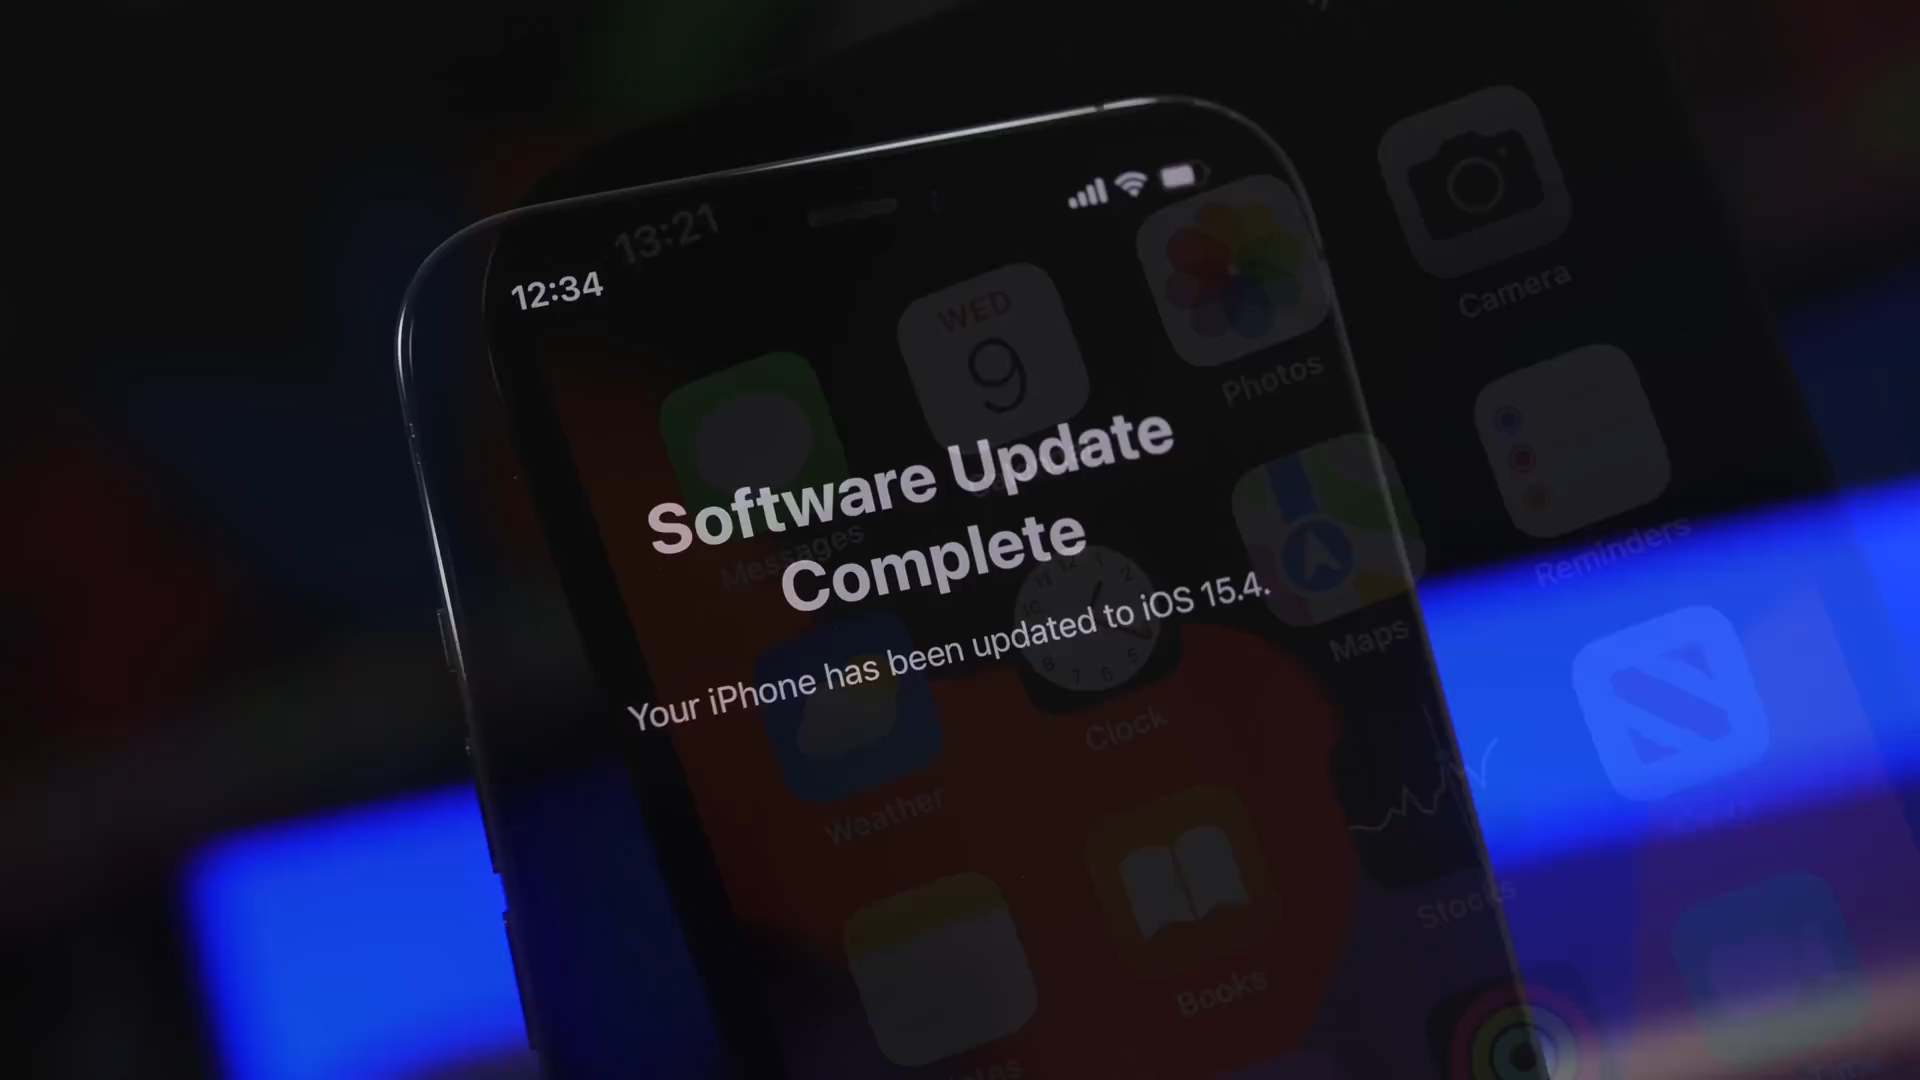 13:21
12:34
Camera
WED
9
Photos
Software Update
Complete
Messages
Reminders
Your iPhone has been updated to iOS 15.4.
Maps
Clock
Weather
Stocks
Books